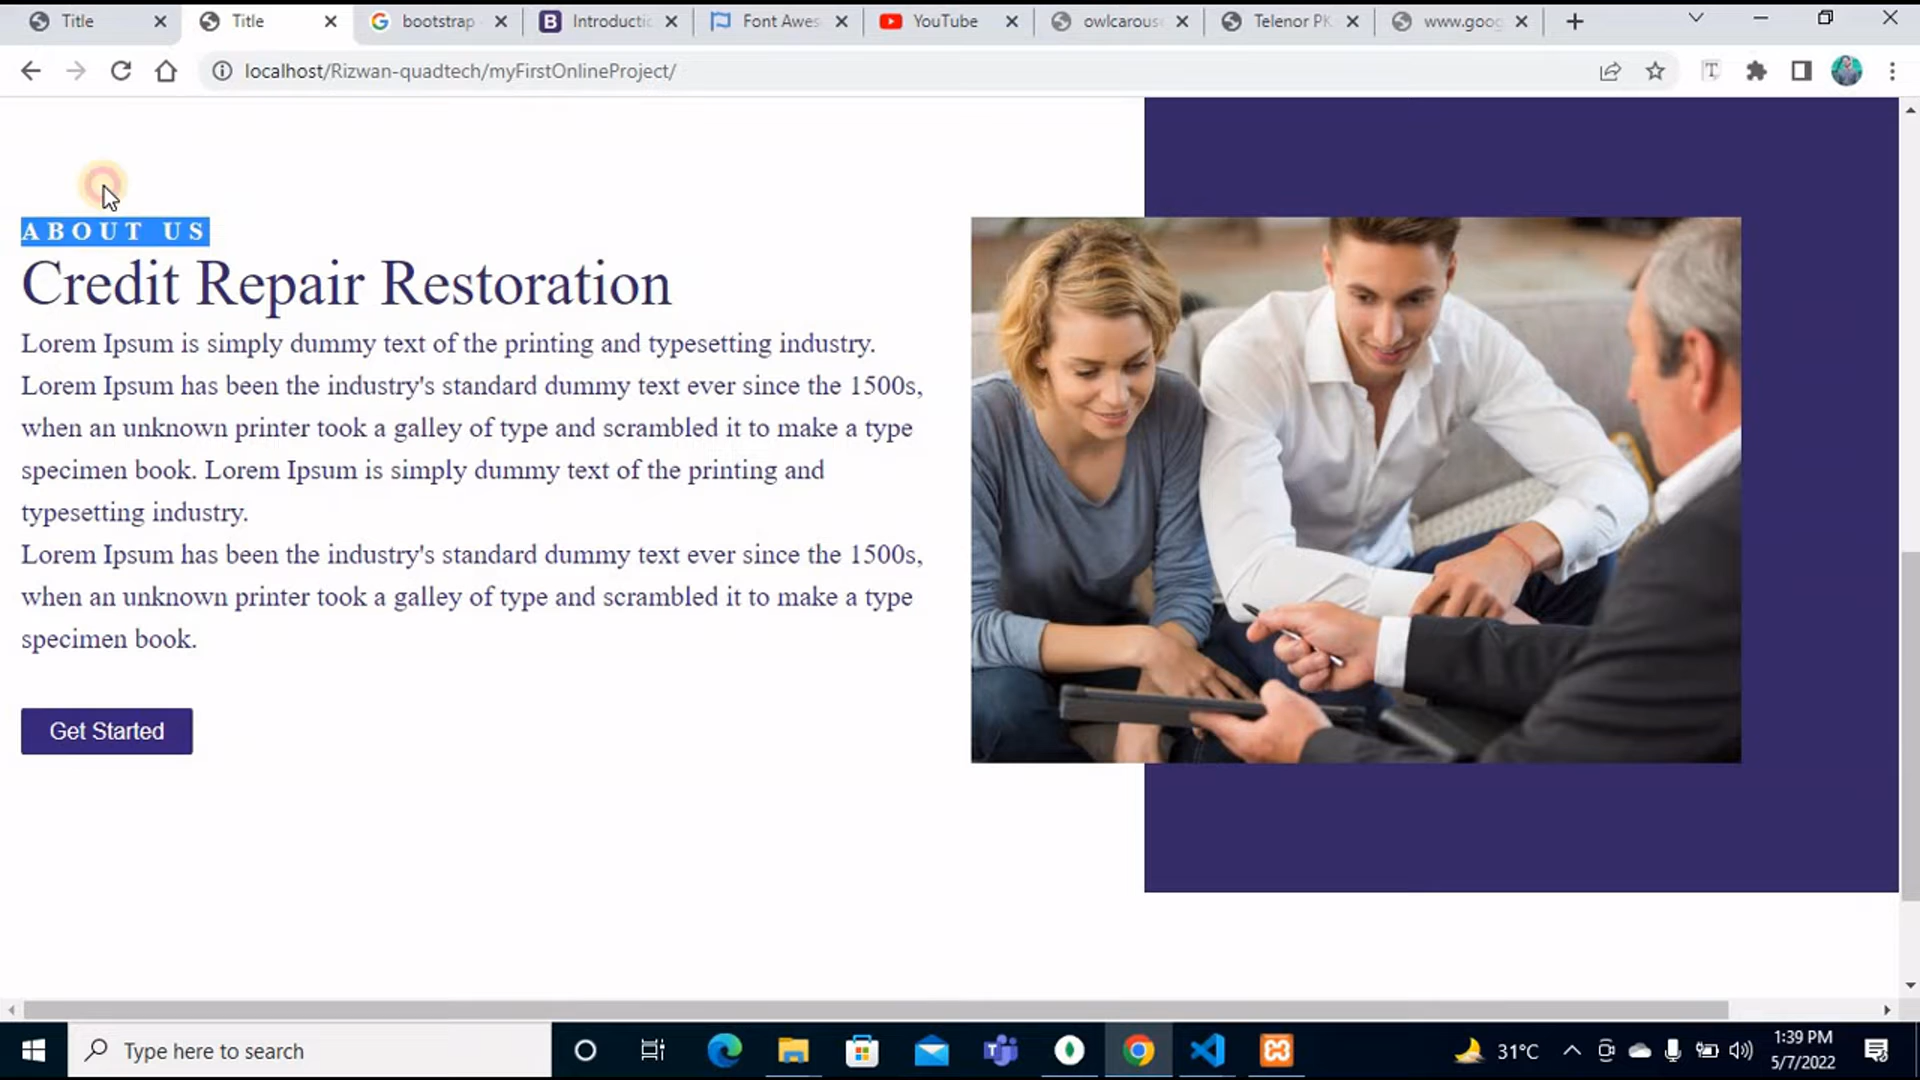 Title
Title
bootstrap
Introducti
Font Awes
YouTube
owlcarous
Telenor PK
www.goog
localhost/Rizwan-quadtech/myFirstOnlineProject/
ABOUT US
Credit Repair Restoration
Lorem Ipsum is simply dummy text of the printing and typesetting industry.
Lorem Ipsum has been the industry's standard dummy text ever since the 1500s,
when an unknown printer took a galley of type and scrambled it to make a type
specimen book. Lorem Ipsum is simply dummy text of the printing and
typesetting industry.
Lorem Ipsum has been the industry's standard dummy text ever since the 1500s,
when an unknown printer took a galley of type and scrambled it to make a type
specimen book.
Get Started
Type here to search
31°C
1:39 PM
5/7/2022